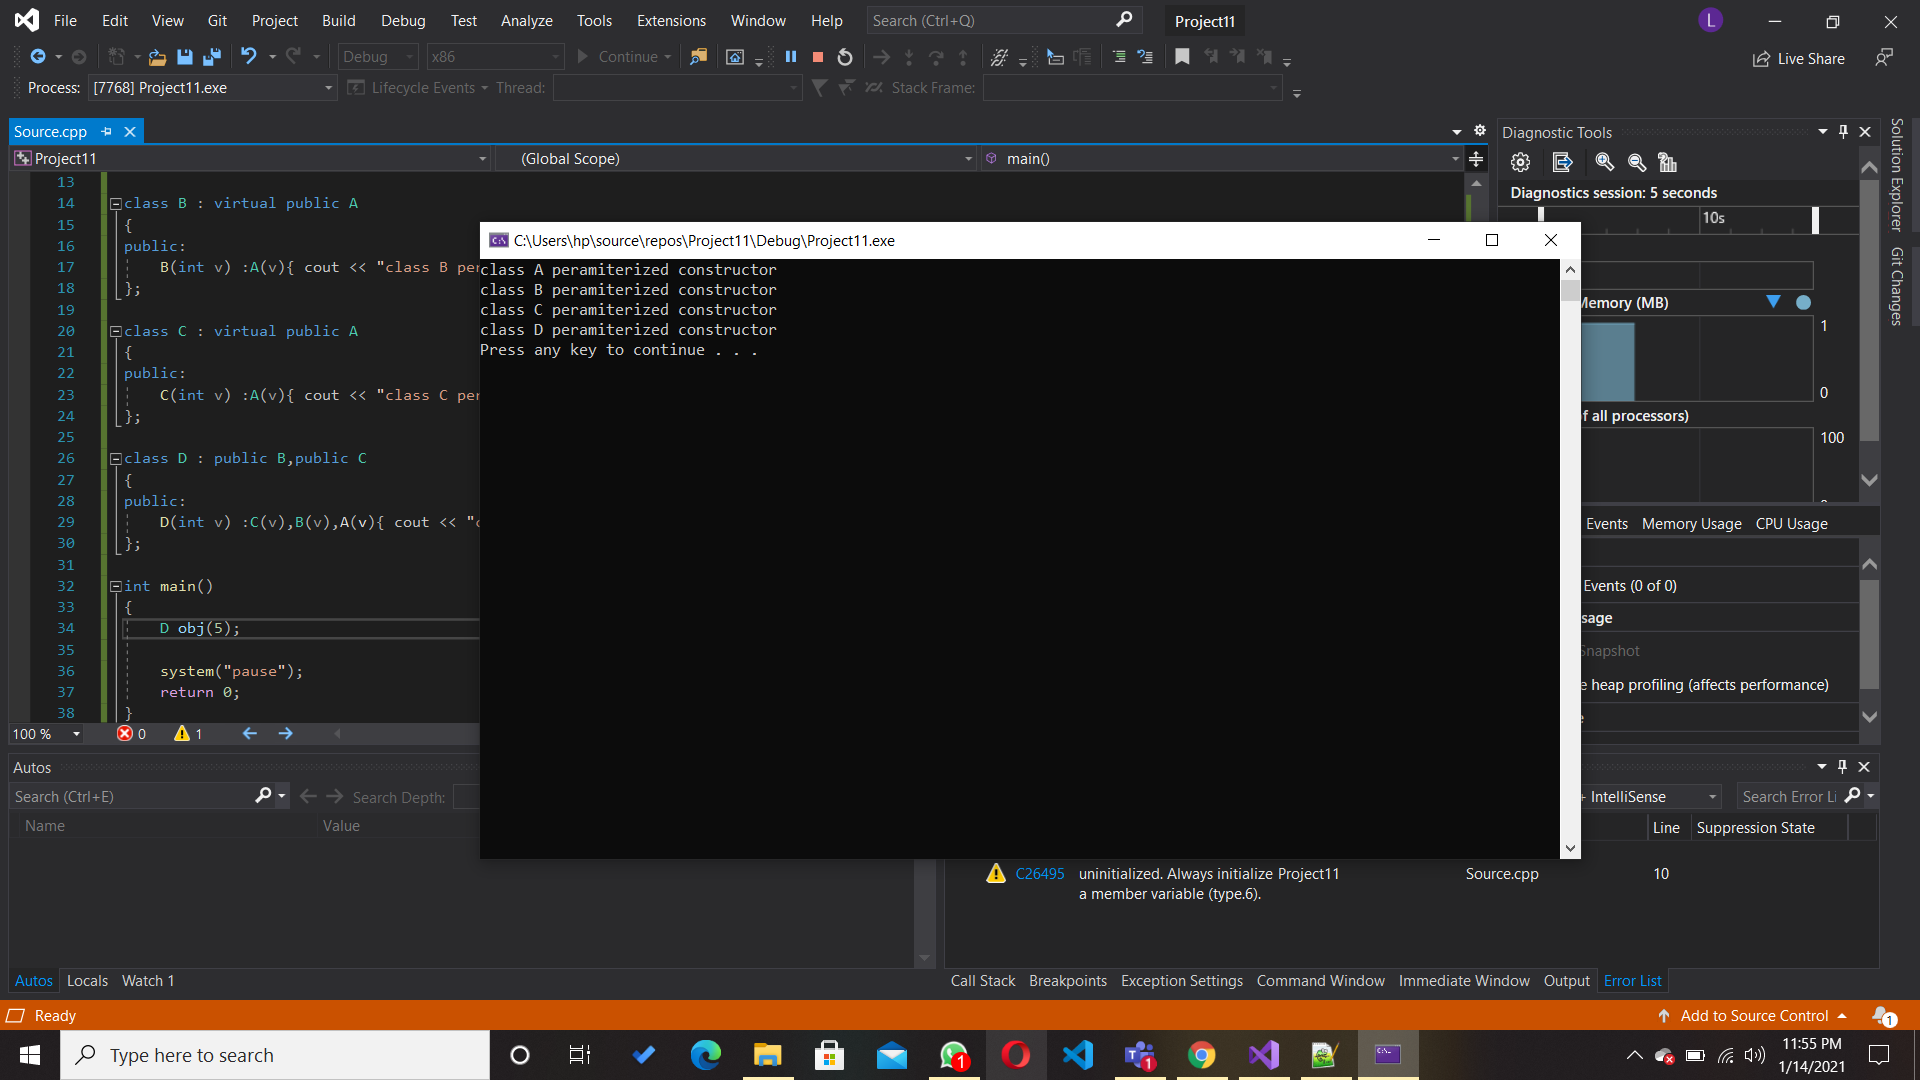 File Edit View Git Project Build Debug Test Analyze Tools Extensions Window Help Search (Ctrl+Q) Project11 L
Debug x86 Continue Live Share
Process: [7768] Project11.exe Lifecycle Events Thread: Stack Frame:
Source.cpp
Project11 (Global Scope) main()
13
14 class B : virtual public A
15 {
16 public:
17 B(int v) :A(v){ cout << "class B per
18 };
19
20 class C : virtual public A
21 {
22 public:
23 C(int v) :A(v){ cout << "class C per
24 };
25
26 class D : public B,public C
27 {
28 public:
29 D(int v) :C(v),B(v),A(v){ cout << "c
30 };
31
32 int main()
33 {
34 D obj(5);
35
36 system("pause");
37 return 0;
38 }
100 % 0 1
C:\Users\hp\source\repos\Project11\Debug\Project11.exe
class A peramiterized constructor
class B peramiterized constructor
class C peramiterized constructor
class D peramiterized constructor
Press any key to continue . . .
Diagnostic Tools
Diagnostics session: 5 seconds
10s
Memory (MB)
1
0
f all processors)
100
Events Memory Usage CPU Usage
Events (0 of 0)
sage
Snapshot
e heap profiling (affects performance)
e
Solution Explorer
Git Changes
Autos
Search (Ctrl+E) Search Depth:
Name Value
Autos Locals Watch 1
+ IntelliSense Search Error Li
Line Suppression State
C26495 uninitialized. Always initialize Project11 Source.cpp 10
a member variable (type.6).
Call Stack Breakpoints Exception Settings Command Window Immediate Window Output Error List
Ready Add to Source Control 1
Type here to search 1 1 11:55 PM
1/14/2021